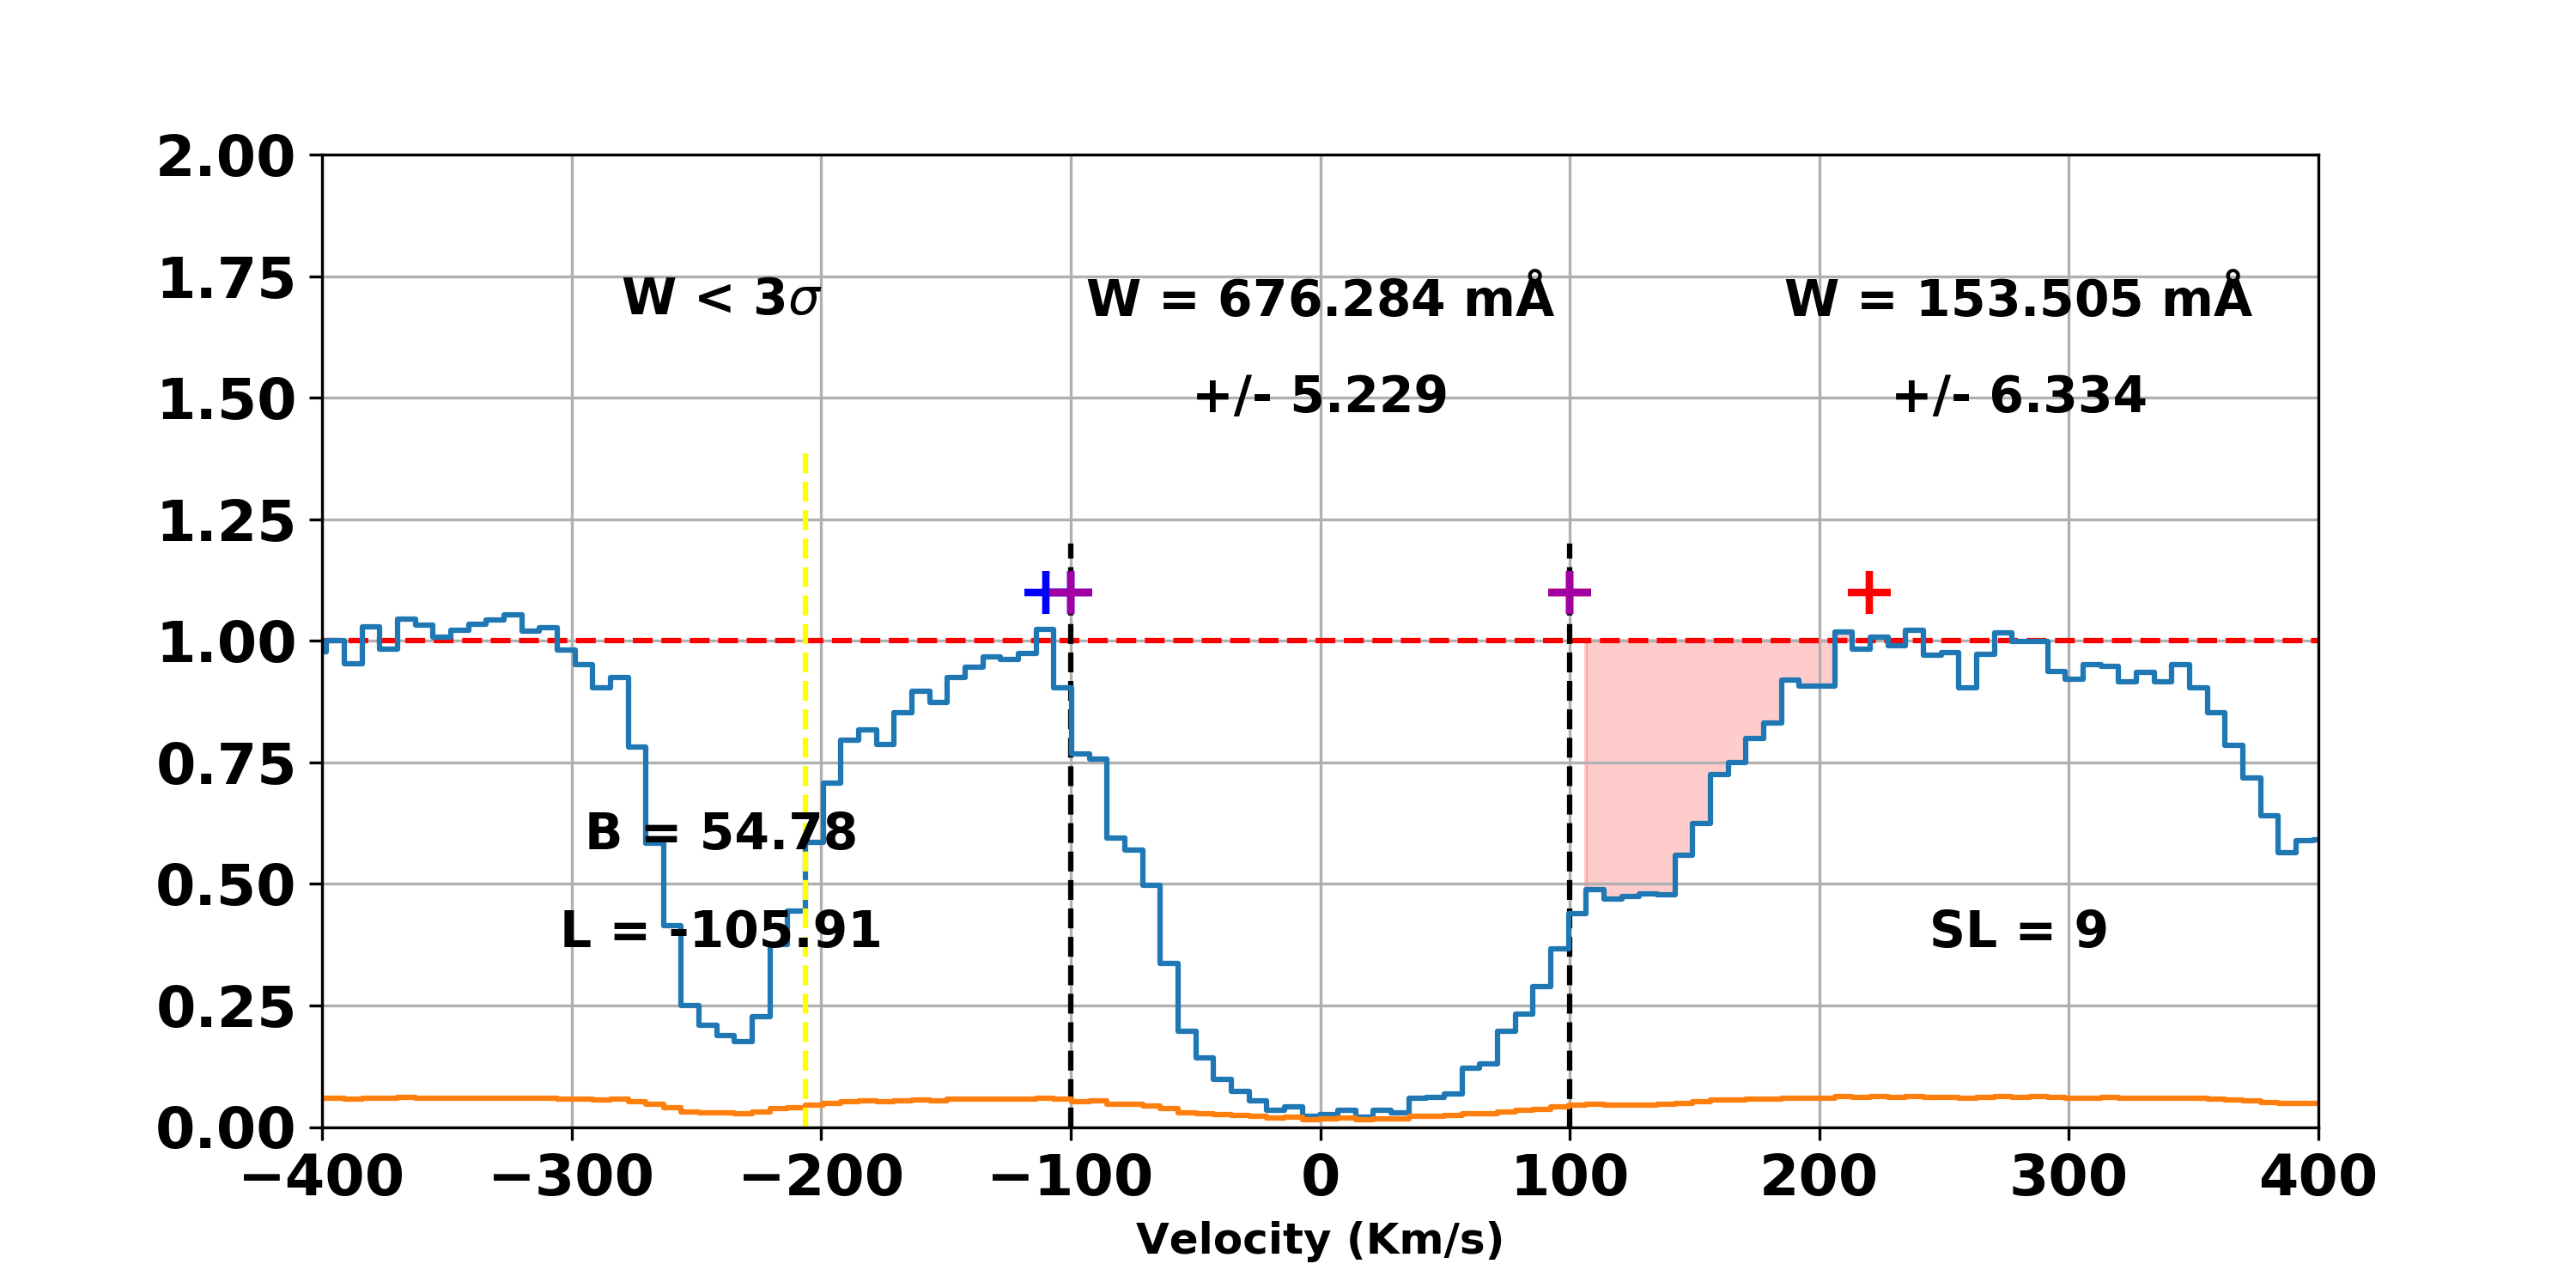 2.00
1.75
1.50
1.25
1.00
0.75
0.50
0.25
0.00
W < 3σ
W = 676.284 mÅ
+/- 5.229
W = 153.505 mÅ
+/- 6.334
B = 54.78
L = -105.91
SL = 9
−400 −300 −200 −100 0 100 200 300 400
Velocity (Km/s)